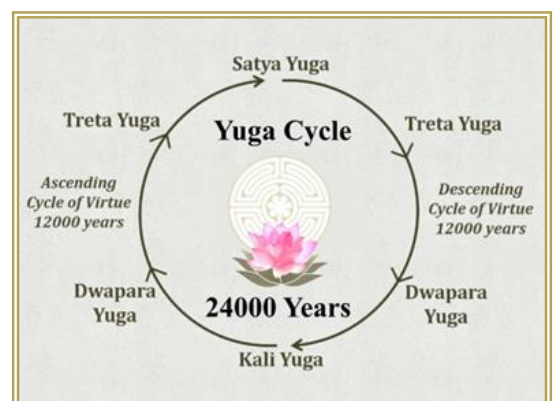 Satya Yuga
Treta Yuga
Yuga Cycle
Treta Yuga
Ascending
Cycle of Virtue
12000 years
Descending
Cycle of Virtue
12000 years
Dwapara
Yuga
24000 Years
Dwapara
Yuga
Kali Yuga